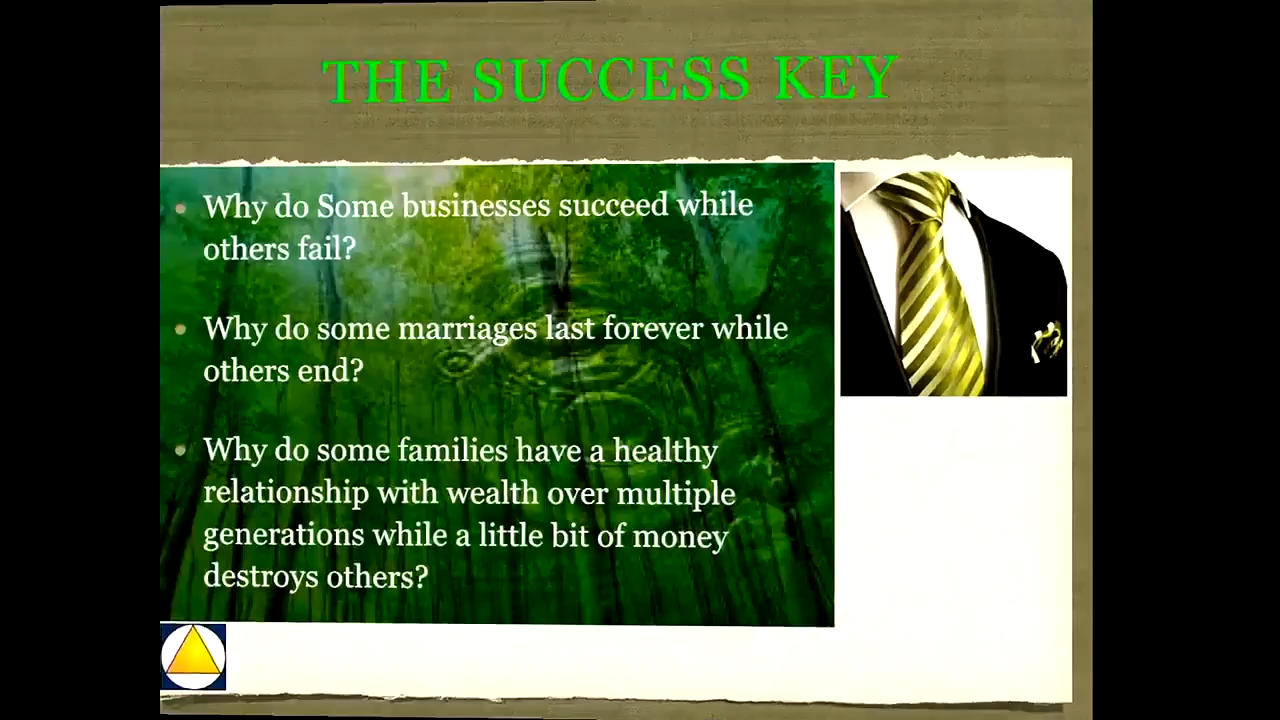 THE SUCCESS KEY
Why do Some businesses succeed while
others fail?
Why do some marriages last forever while
others end?
Why do some families have a healthy
relationship with wealth over multiple
generations while a little bit of money
destroys others?